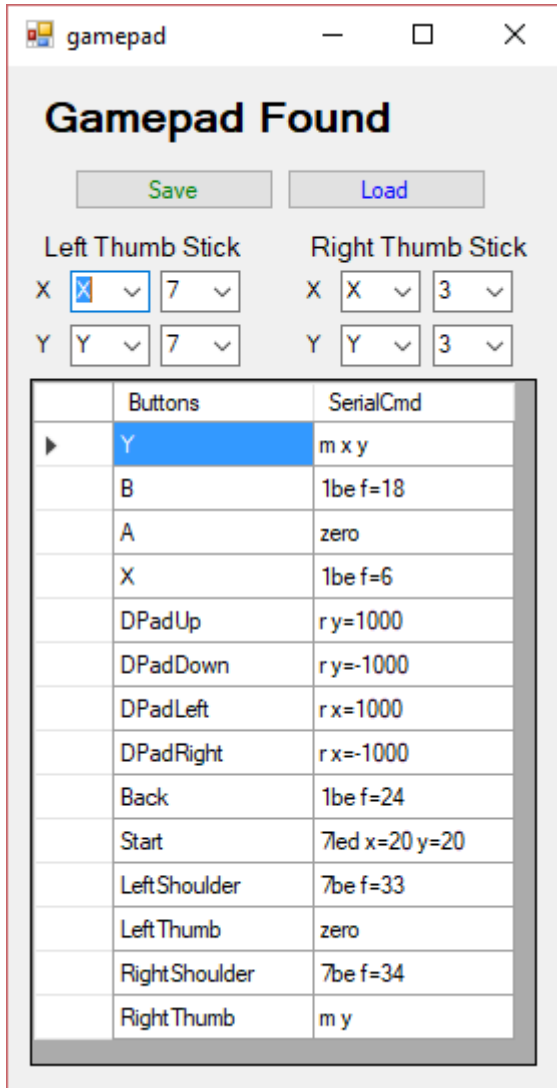 gamepad
Gamepad Found
Save Load
Left Thumb Stick Right Thumb Stick
X X 7 X X 3
Y Y 7 Y Y 3
Buttons SerialCmd
Y m x y
B 1be f=18
A zero
X 1be f=6
DPadUp r y=1000
DPadDown r y=-1000
DPadLeft r x=1000
DPadRight r x=-1000
Back 1be f=24
Start 7led x=20 y=20
LeftShoulder 7be f=33
LeftThumb zero
RightShoulder 7be f=34
RightThumb m y